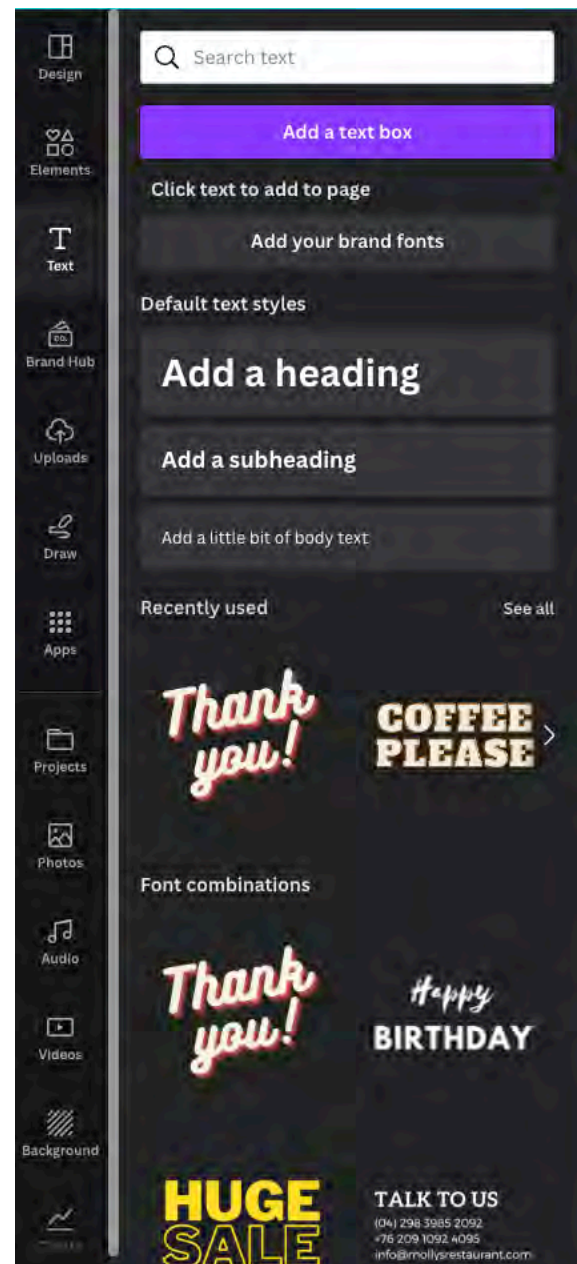 Design
Elements
Text
CO.
Brand Hub
Uploads
Draw
Apps
Projects
Photos
Audio
Videos
Background
Search text
Add a text box
Click text to add to page
Add your brand fonts
Default text styles
Add a heading
Add a subheading
Add a little bit of body text
Recently used
See all
Thank
you!
COFFEE
PLEASE
Font combinations
Thank
you!
Happy
BIRTHDAY
HUGE
SALE
TALK TO US
(04) 298 3985 2092
+76 209 1092 4095
info@mollysrestaurant.com